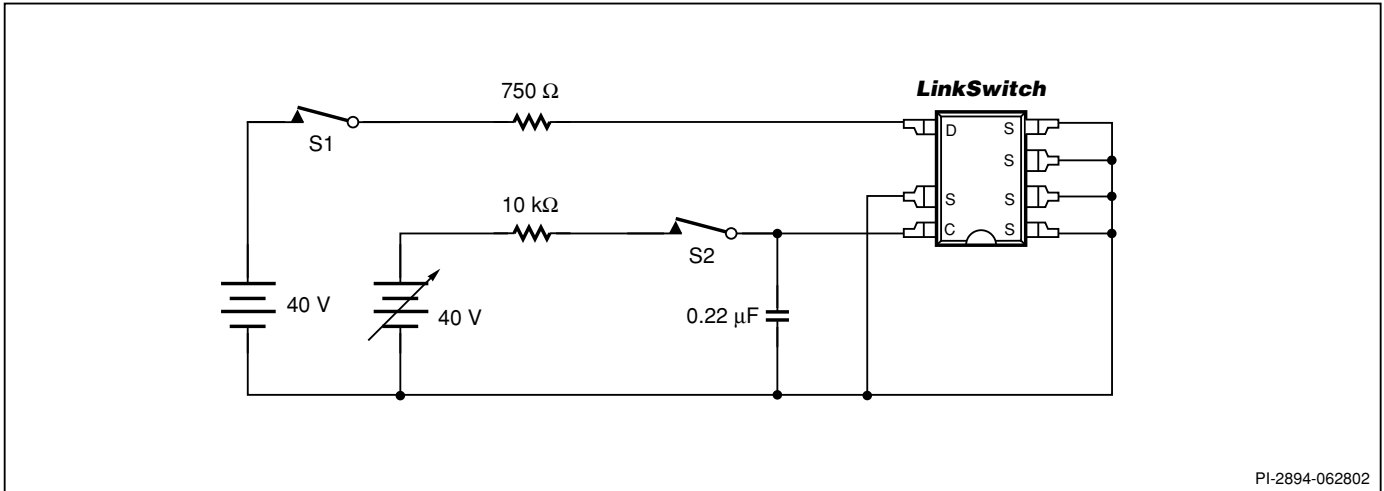 LinkSwitch
750 Ω
S1
D S
S
10 kΩ
S S
C S
S2
40 V
40 V
0.22 µF
PI-2894-062802